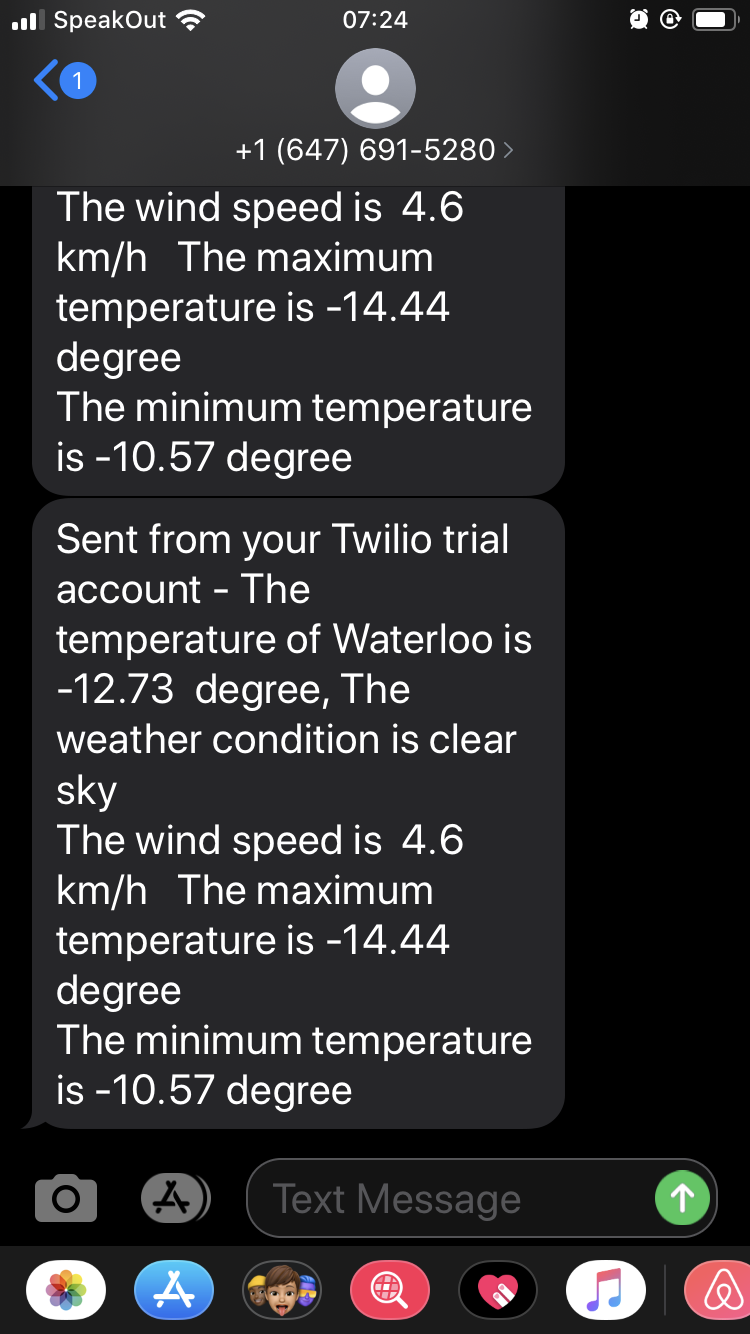 SpeakOut 07:24
1
+1 (647) 691-5280
The wind speed is  4.6
km/h   The maximum
temperature is -14.44
degree
The minimum temperature
is -10.57 degree
Sent from your Twilio trial
account - The
temperature of Waterloo is
-12.73  degree, The
weather condition is clear
sky
The wind speed is  4.6
km/h   The maximum
temperature is -14.44
degree
The minimum temperature
is -10.57 degree
Text Message